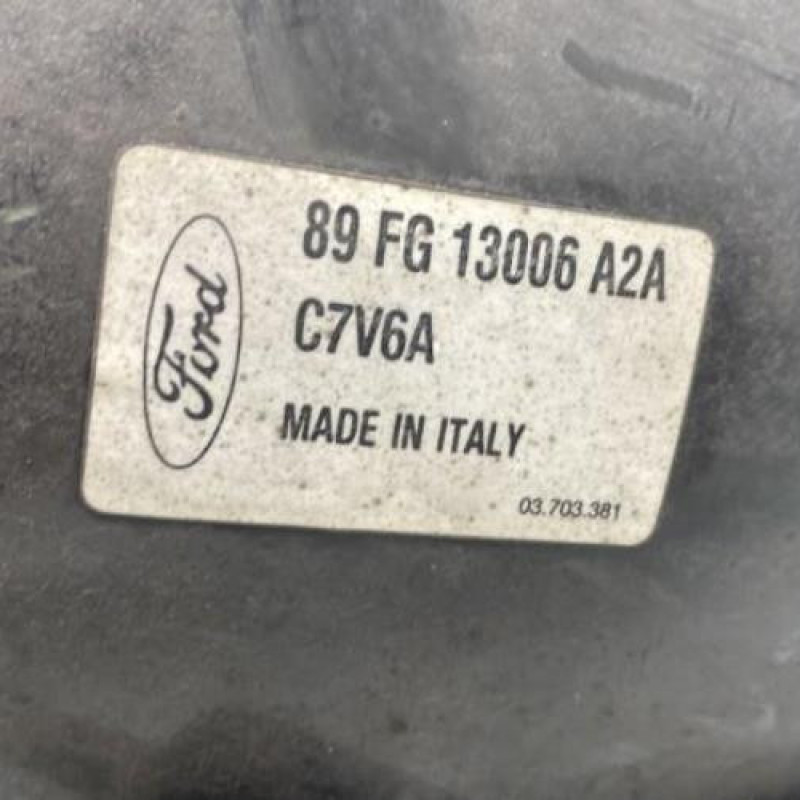 Ford
89 FG 13006 A2A
C7V6A
MADE IN ITALY
03.703.381